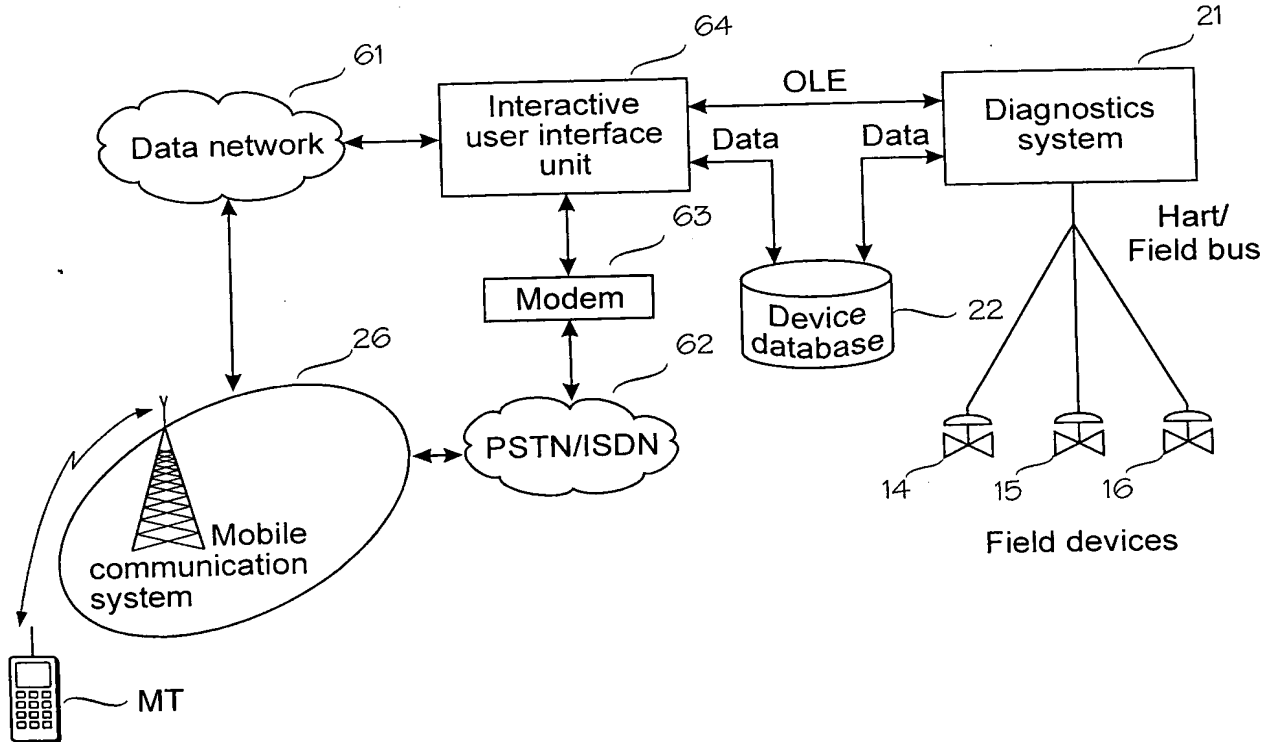 61
64
21
Data network
Interactive
user interface
unit
OLE
Data
Data
Diagnostics
system
63
Modem
Hart/
Field bus
Device
database
22
26
62
PSTN/ISDN
Mobile
communication
system
14
15
16
Field devices
MT